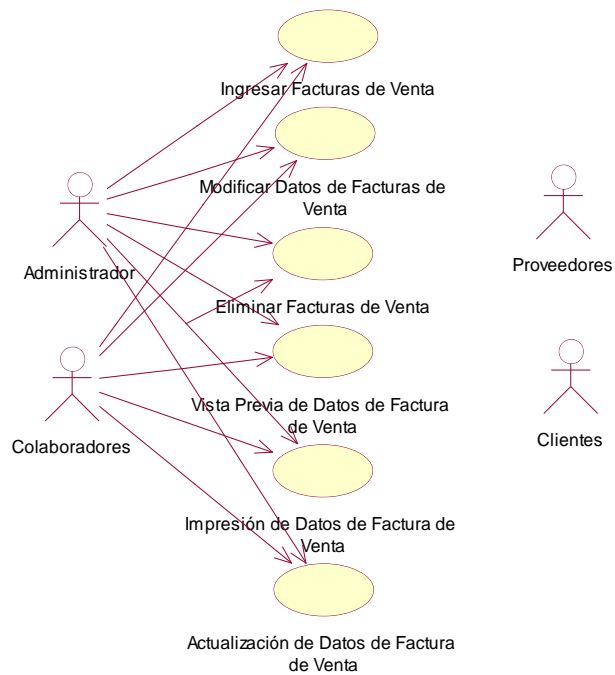 Ingresar Facturas de Venta
Modificar Datos de Facturas de
Venta
Administrador
Proveedores
Eliminar Facturas de Venta
Vista Previa de Datos de Factura
de Venta
Colaboradores
Clientes
Impresión de Datos de Factura de
Venta
Actualización de Datos de Factura
de Venta